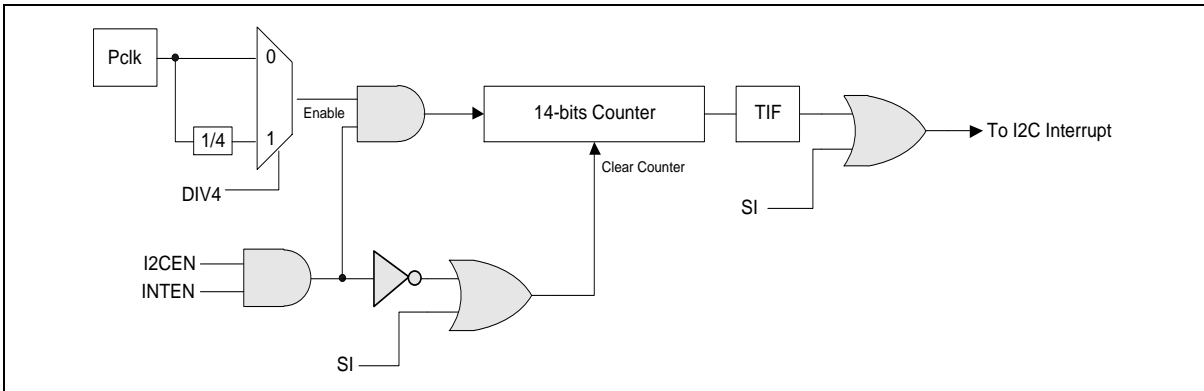 Pclk
0
1/4
1
Enable
DIV4
14-bits Counter
TIF
To I2C Interrupt
Clear Counter
SI
I2CEN
INTEN
SI